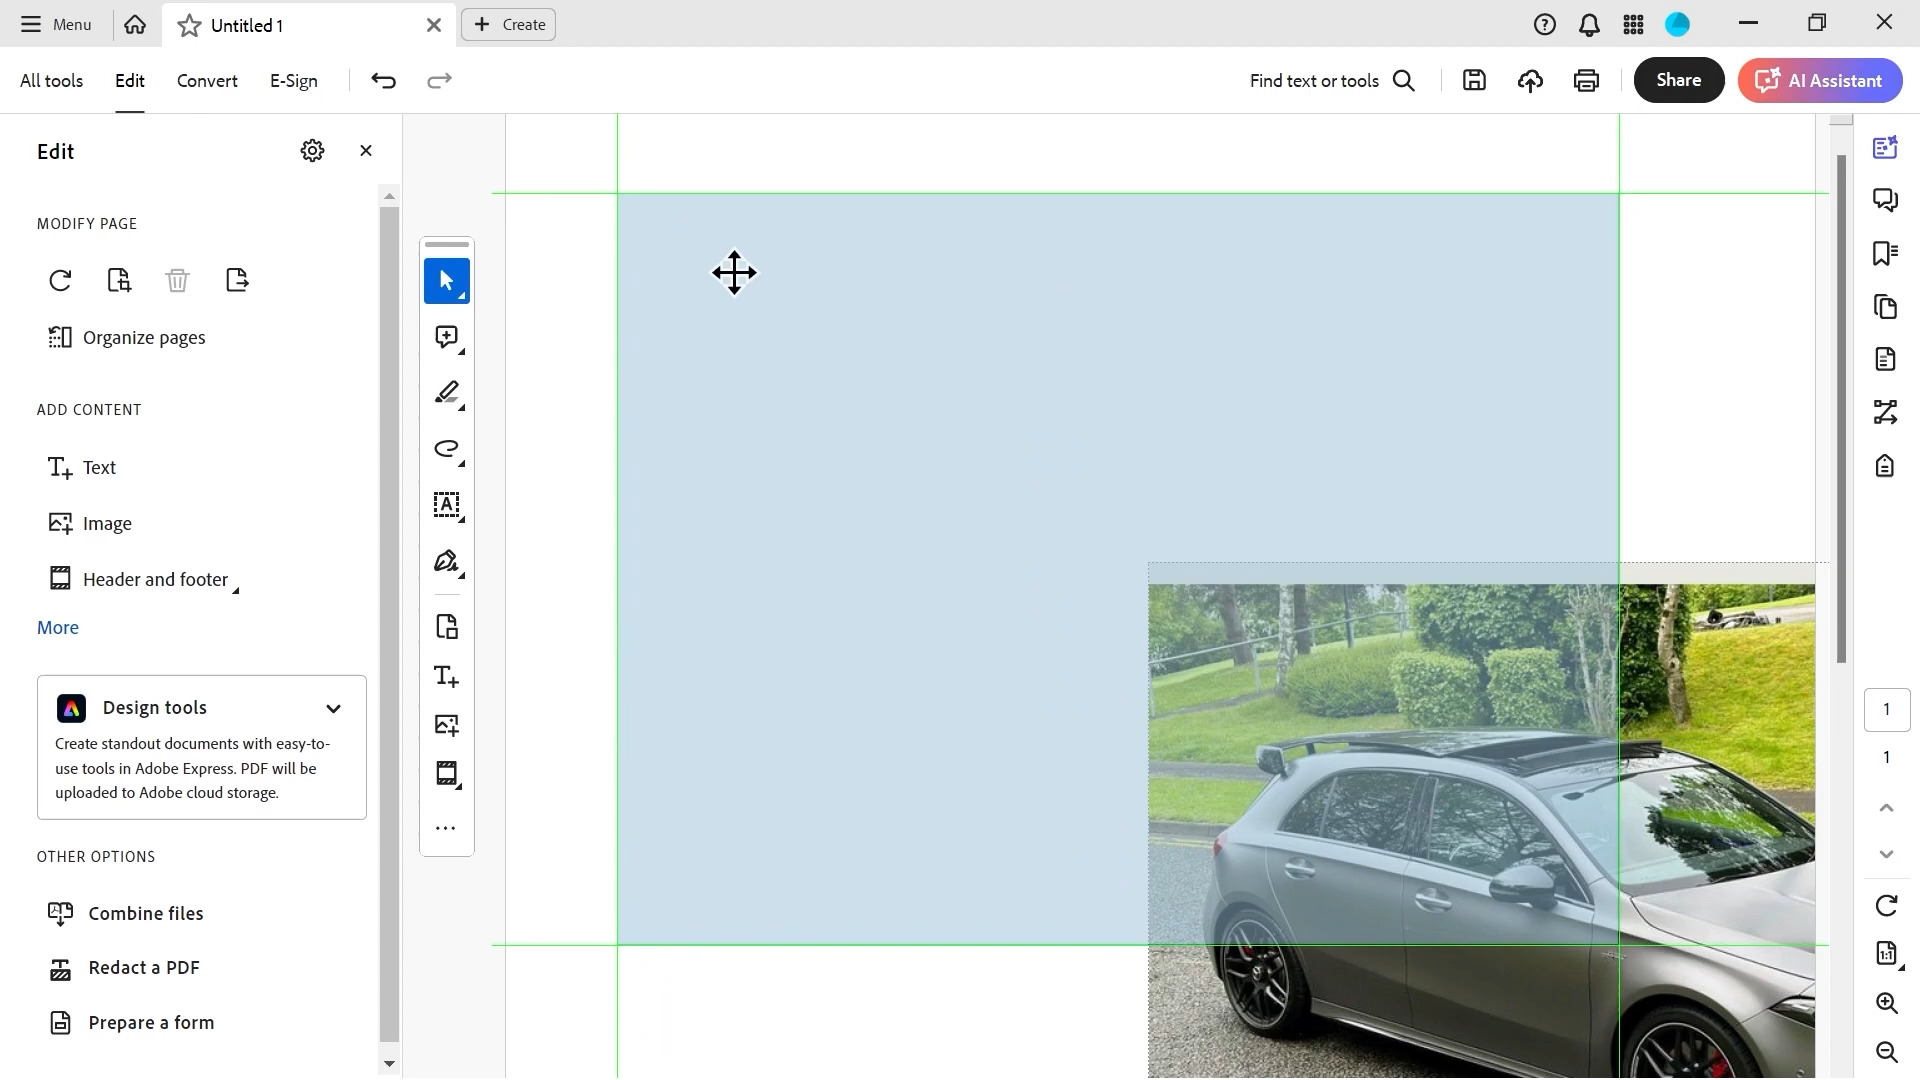 Menu
Untitled 1
Create
All tools
Edit
Convert
E-Sign
Find text or tools
Share
AI Assistant
Edit
MODIFY PAGE
Organize pages
ADD CONTENT
Text
Image
Header and footer
More
Design tools
Create standout documents with easy-to-
use tools in Adobe Express. PDF will be
uploaded to Adobe cloud storage.
OTHER OPTIONS
Combine files
Redact a PDF
Prepare a form
1
1